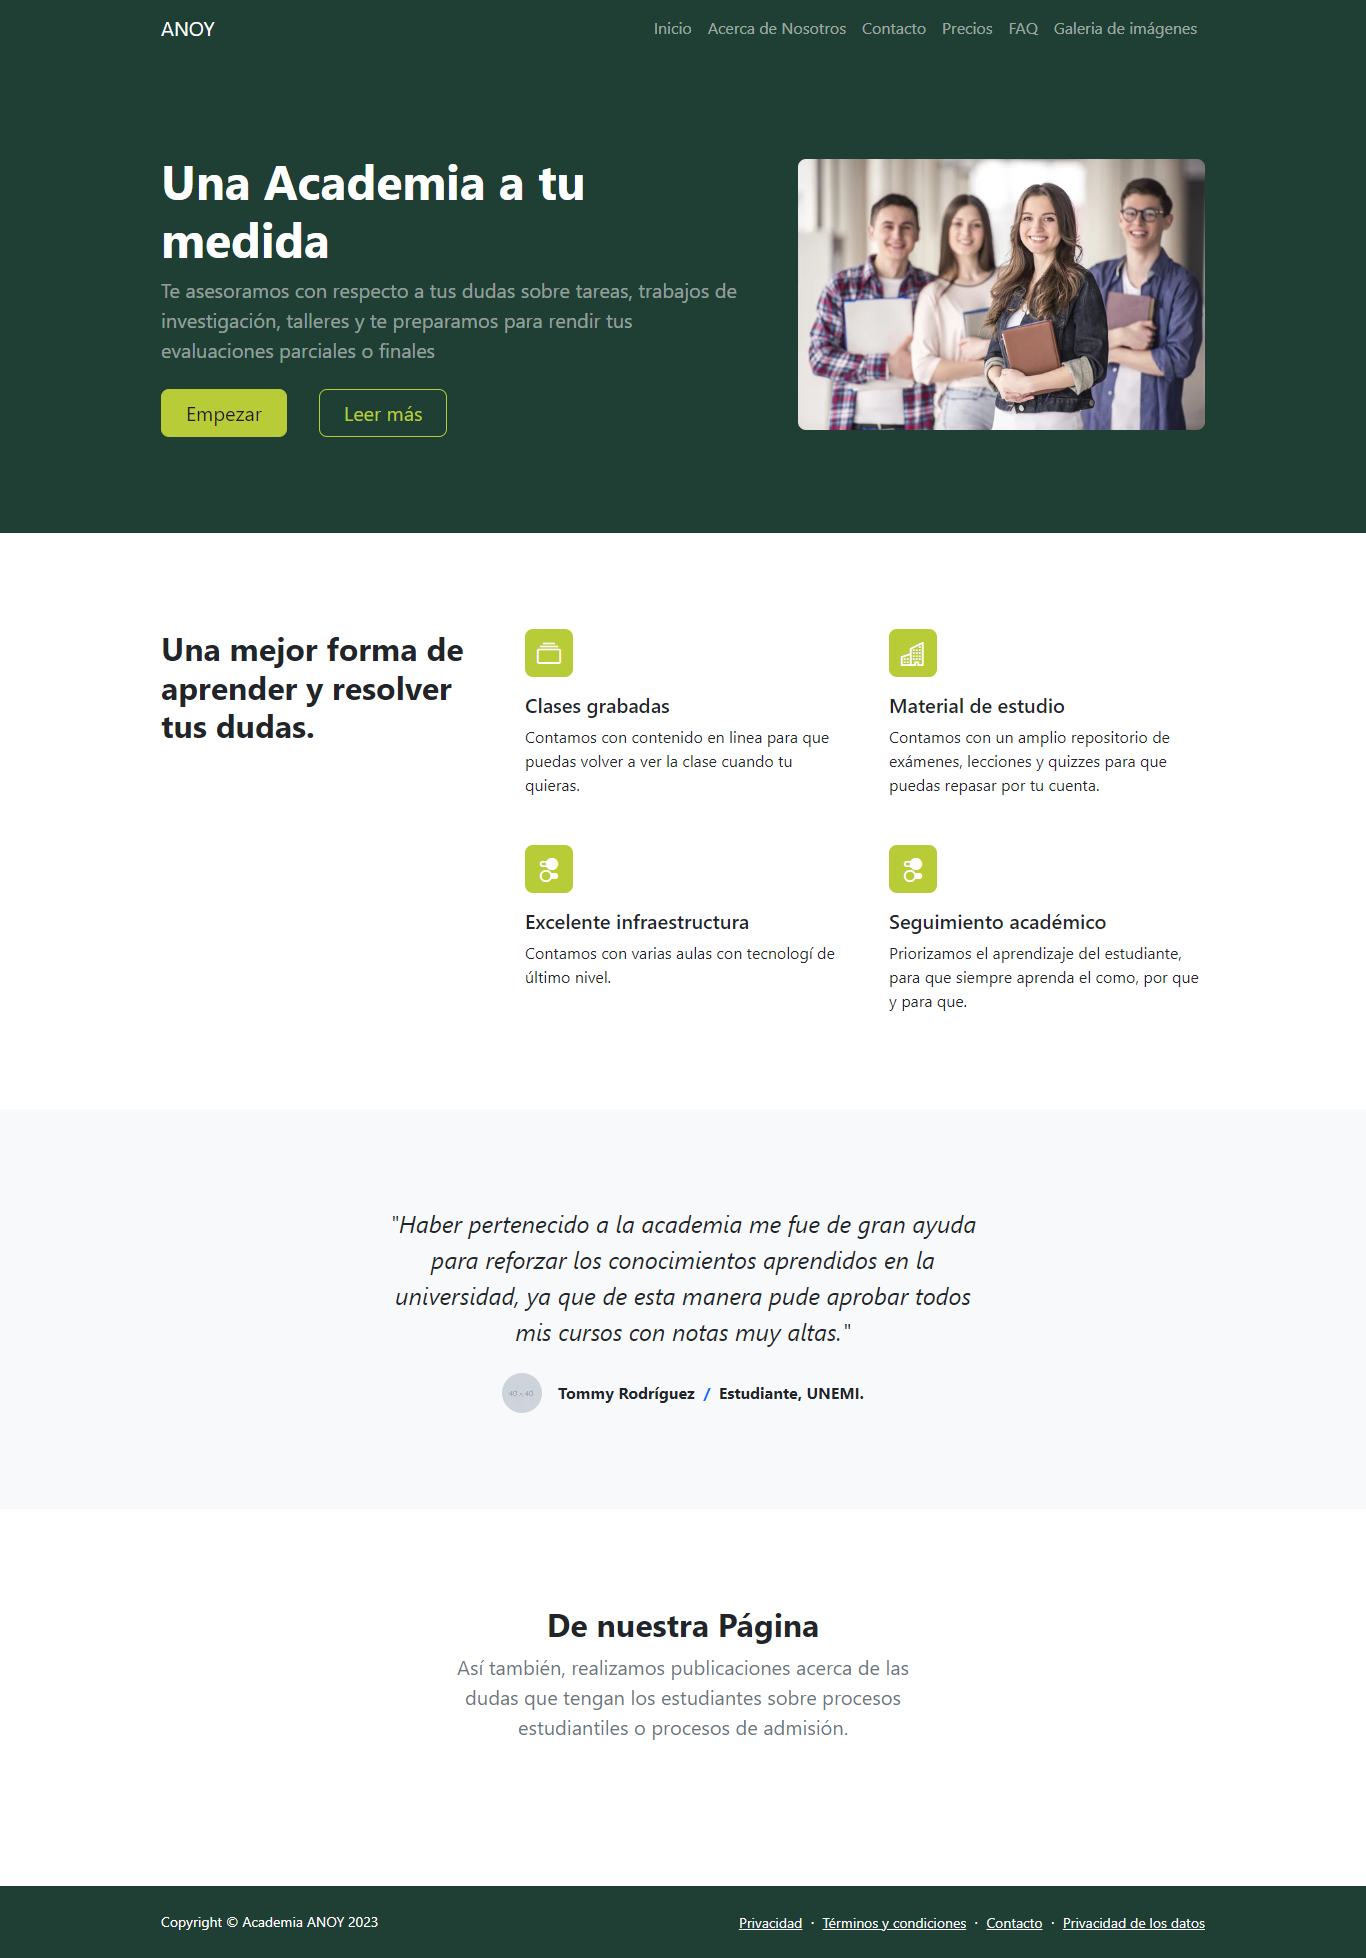 ANOY
Inicio Acerca de Nosotros Contacto Precios FAQ Galeria de imágenes
Una Academia a tu
medida
Te asesoramos con respecto a tus dudas sobre tareas, trabajos de
investigación, talleres y te preparamos para rendir tus
evaluaciones parciales o finales
Empezar
Leer más
Una mejor forma de
aprender y resolver
tus dudas.
Clases grabadas
Contamos con contenido en linea para que
puedas volver a ver la clase cuando tu
quieras.
Material de estudio
Contamos con un amplio repositorio de
exámenes, lecciones y quizzes para que
puedas repasar por tu cuenta.
Excelente infraestructura
Contamos con varias aulas con tecnologí de
último nivel.
Seguimiento académico
Priorizamos el aprendizaje del estudiante,
para que siempre aprenda el como, por que
y para que.
"Haber pertenecido a la academia me fue de gran ayuda
para reforzar los conocimientos aprendidos en la
universidad, ya que de esta manera pude aprobar todos
mis cursos con notas muy altas."
40 x 40
Tommy Rodríguez / Estudiante, UNEMI.
De nuestra Página
Así también, realizamos publicaciones acerca de las
dudas que tengan los estudiantes sobre procesos
estudiantiles o procesos de admisión.
Copyright © Academia ANOY 2023
Privacidad · Términos y condiciones · Contacto · Privacidad de los datos